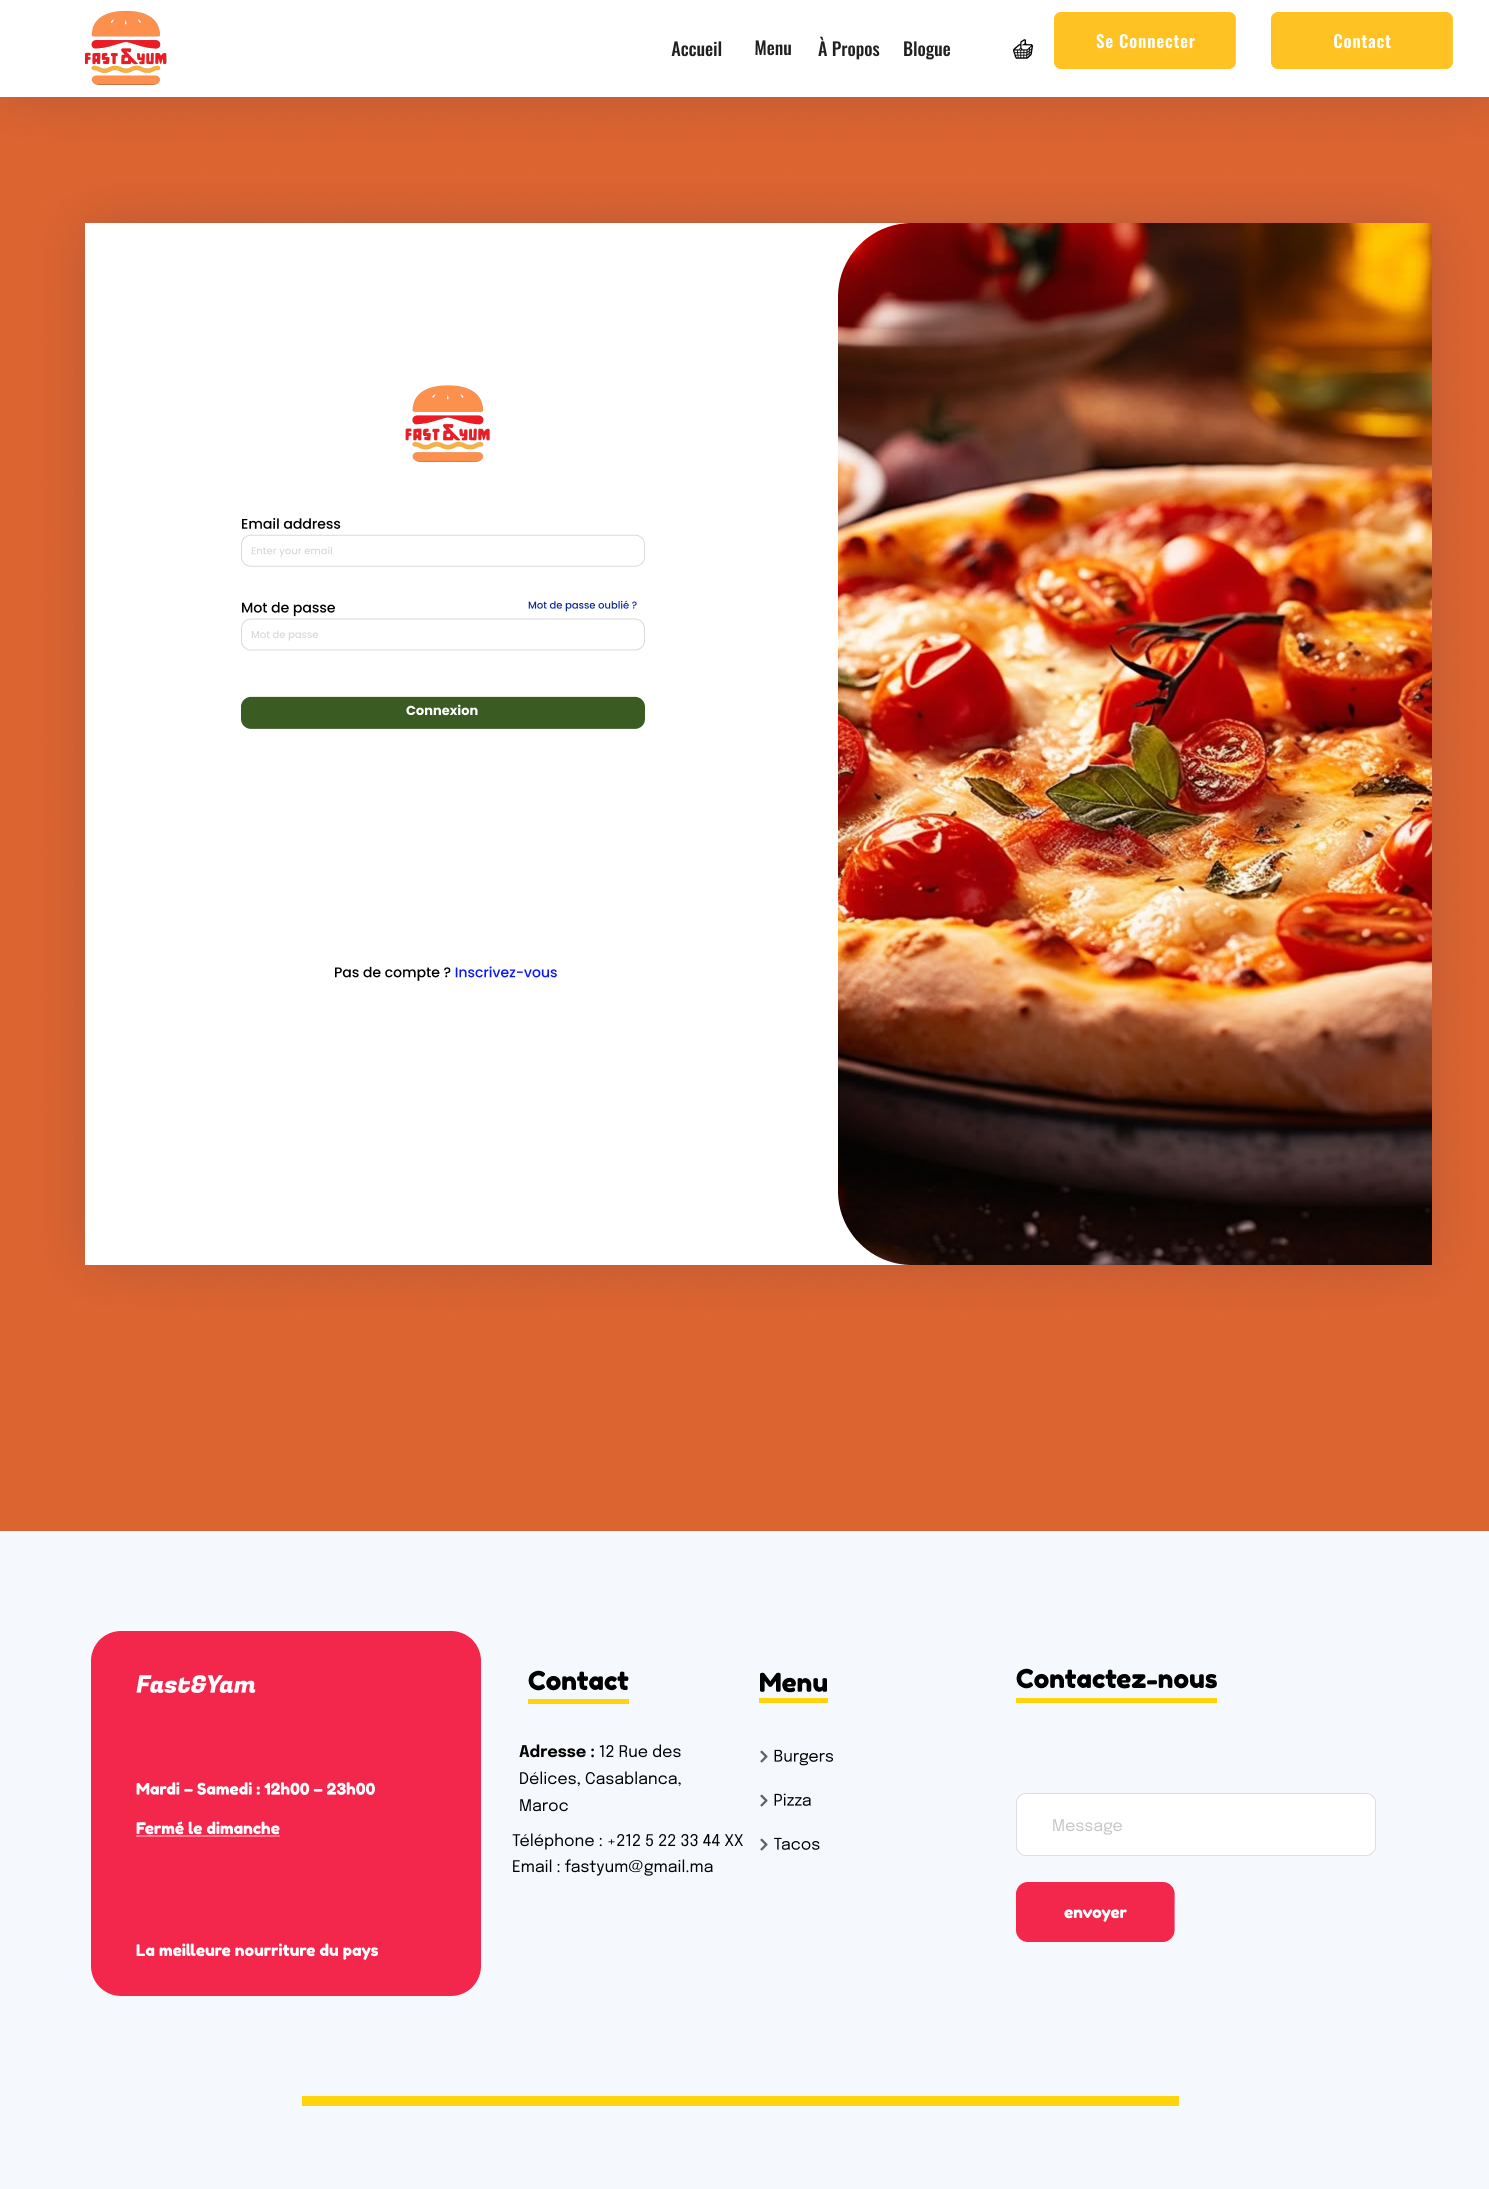 FAST & YUM
Accueil
Menu
À Propos
Blogue
Se Connecter
Contact
FAST & YUM
Email address
Enter your email
Mot de passe
Mot de passe oublié ?
Mot de passe
Connexion
Pas de compte ? Inscrivez-vous
Fast&Yam
Mardi – Samedi : 12h00 – 23h00
Fermé le dimanche
La meilleure nourriture du pays
Contact
Adresse : 12 Rue des
Délices, Casablanca,
Maroc
Téléphone : +212 5 22 33 44 XX
Email : fastyum@gmail.ma
Menu
Burgers
Pizza
Tacos
Contactez-nous
Message
envoyer